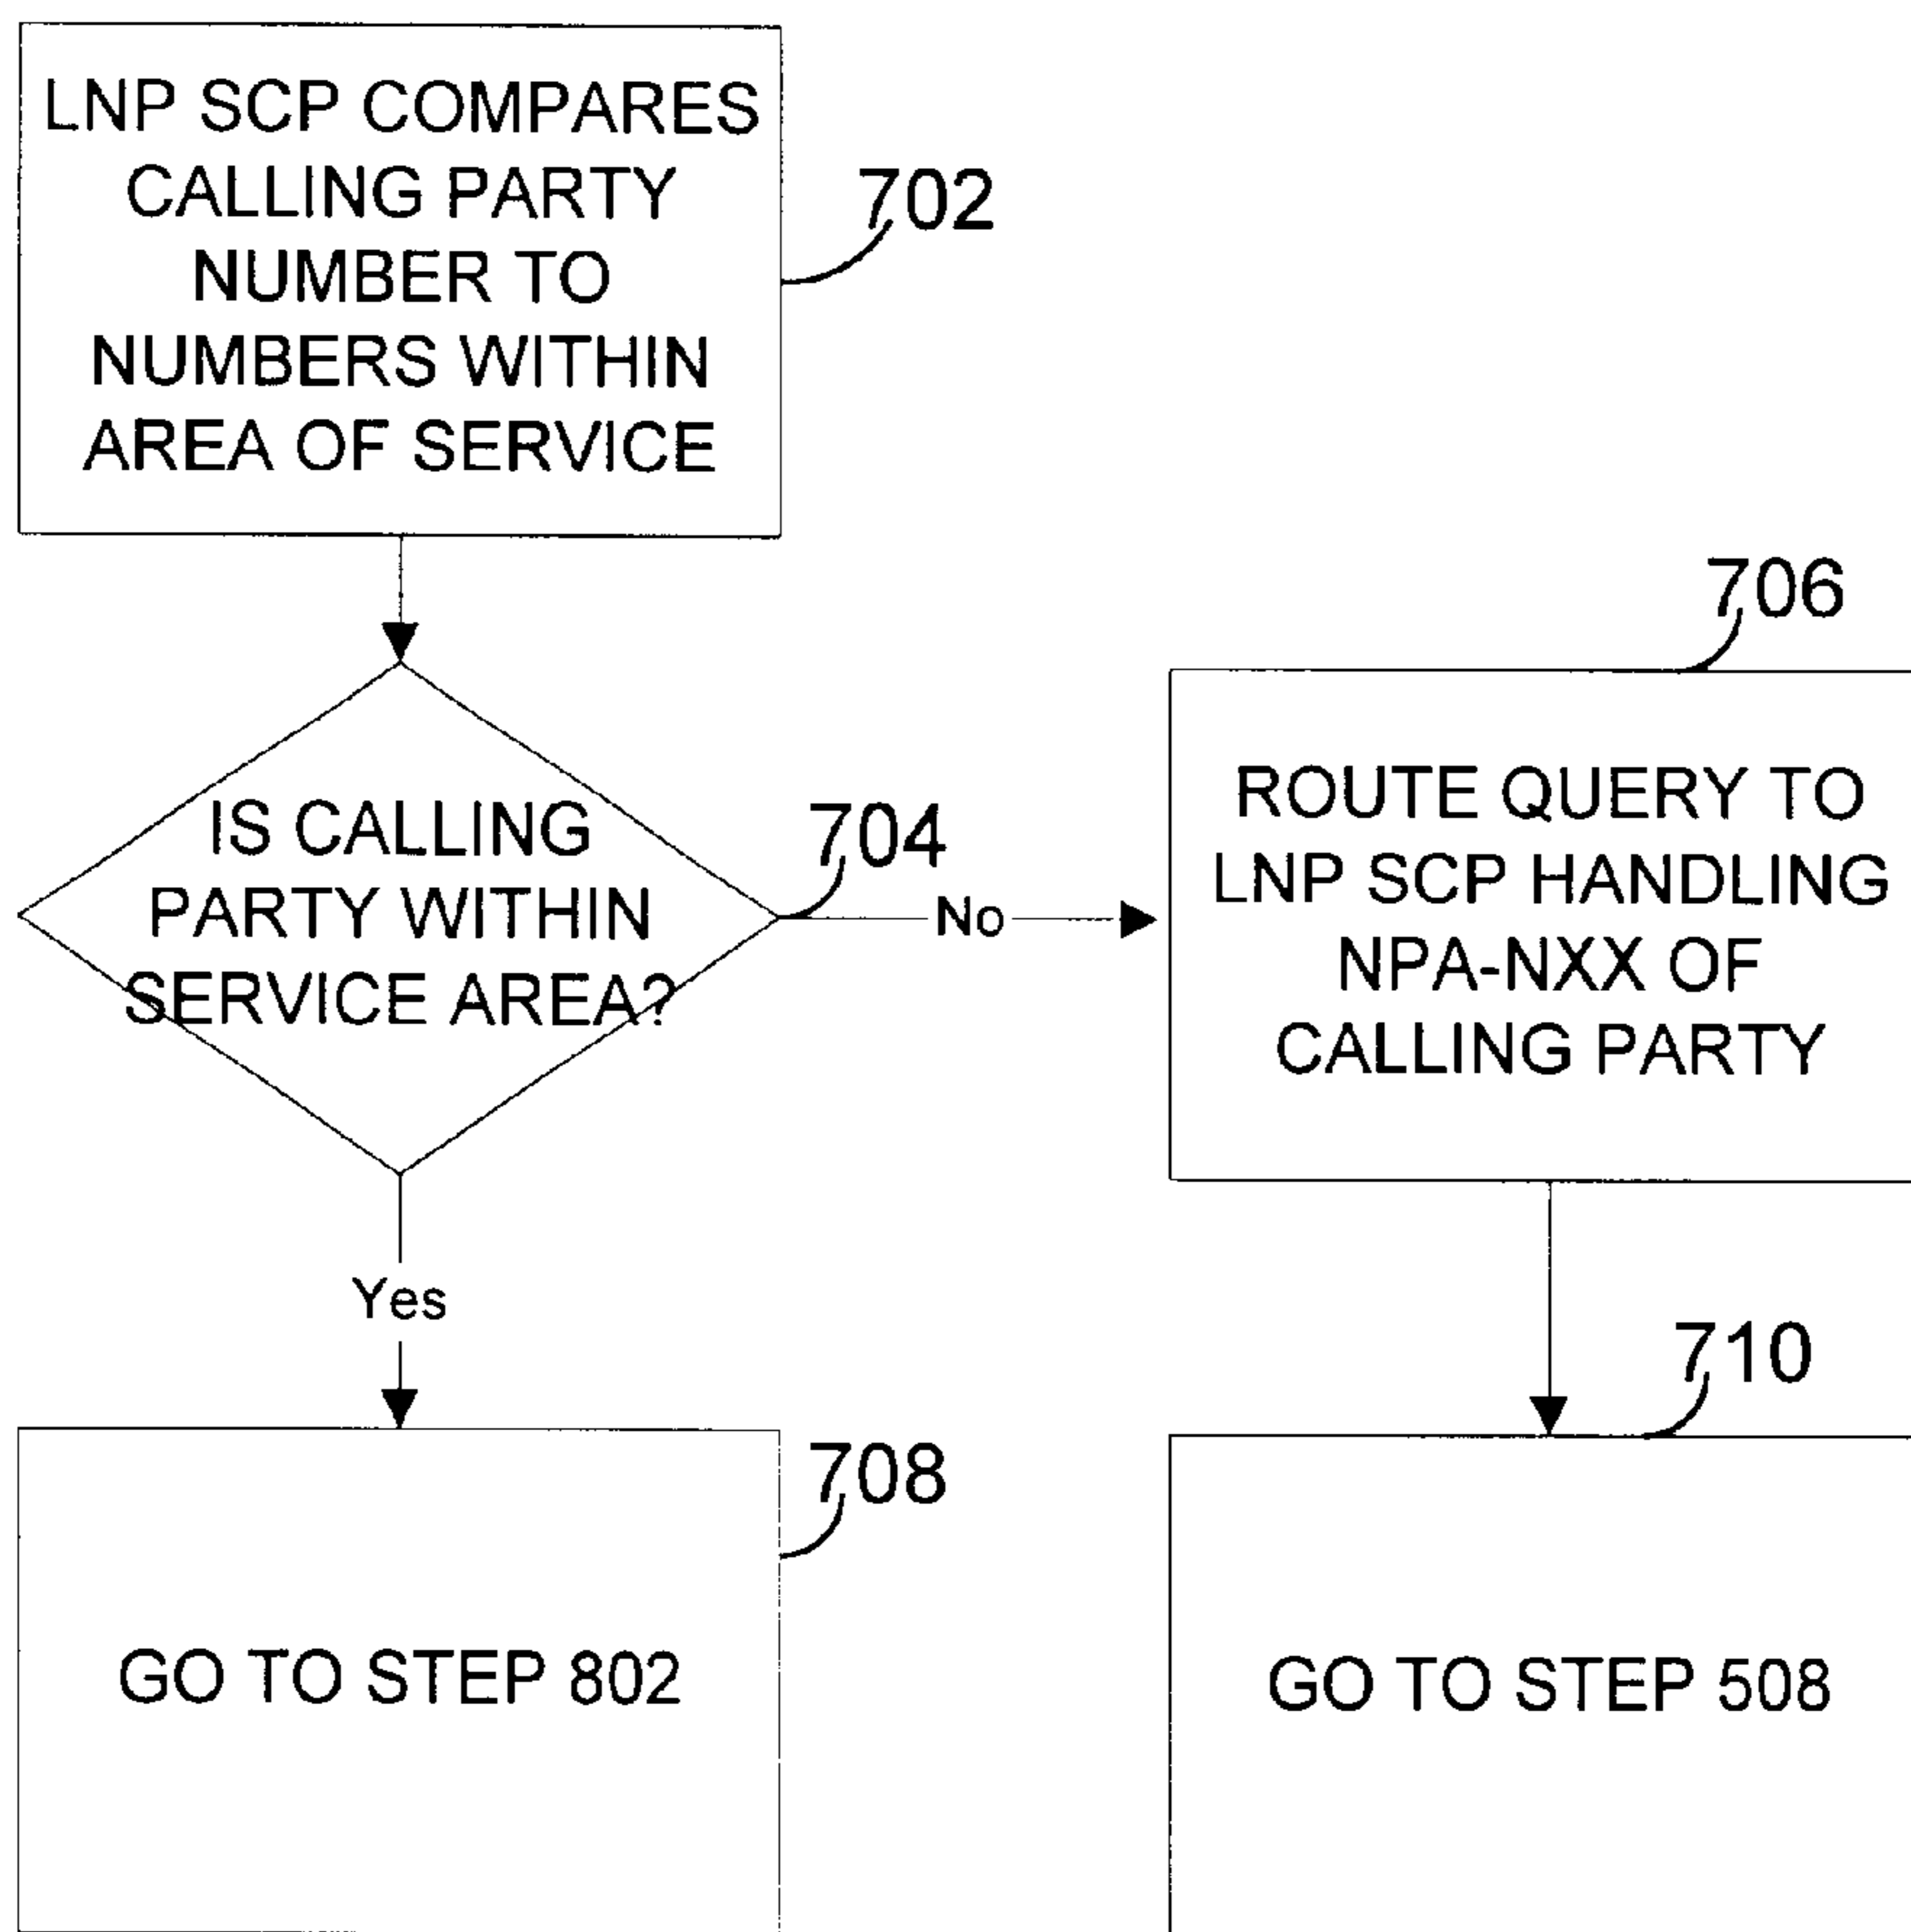 LNP SCP COMPARES
CALLING PARTY
NUMBER TO
NUMBERS WITHIN
AREA OF SERVICE
702
IS CALLING
PARTY WITHIN
SERVICE AREA?
704
No
706
ROUTE QUERY TO
LNP SCP HANDLING
NPA-NXX OF
CALLING PARTY
Yes
708
GO TO STEP 802
710
GO TO STEP 508